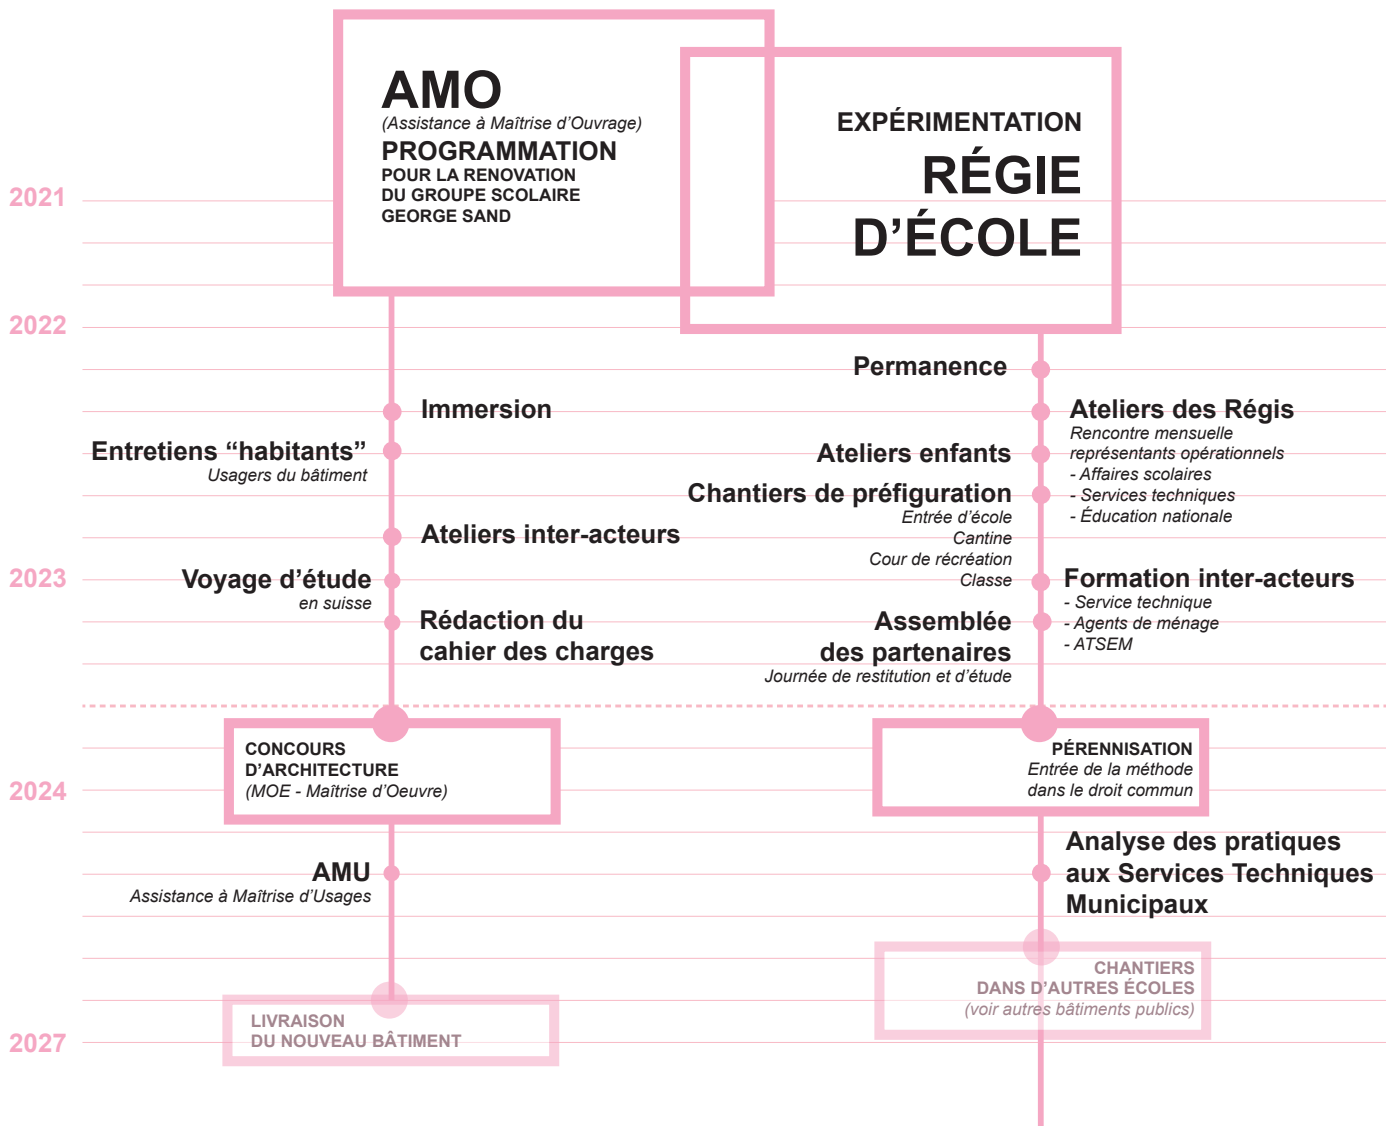 AMO
(Assistance à Maîtrise d’Ouvrage)
PROGRAMMATION
POUR LA RENOVATION
DU GROUPE SCOLAIRE
GEORGE SAND
EXPÉRIMENTATION
RÉGIE
D’ÉCOLE
2021
2022
Permanence
Immersion
Ateliers des Régis
Rencontre mensuelle
représentants opérationnels
- Affaires scolaires
- Services techniques
- Éducation nationale
Entretiens “habitants”
Usagers du bâtiment
Ateliers enfants
Chantiers de préfiguration
Entrée d’école
Cantine
Cour de récréation
Classe
Ateliers inter-acteurs
2023
Voyage d’étude
en suisse
Formation inter-acteurs
- Service technique
- Agents de ménage
- ATSEM
Rédaction du
cahier des charges
Assemblée
des partenaires
Journée de restitution et d’étude
CONCOURS
D’ARCHITECTURE
(MOE - Maîtrise d’Oeuvre)
PÉRENNISATION
Entrée de la méthode
dans le droit commun
2024
AMU
Assistance à Maîtrise d’Usages
Analyse des pratiques
aux Services Techniques
Municipaux
CHANTIERS
DANS D’AUTRES ÉCOLES
(voir autres bâtiments publics)
LIVRAISON
DU NOUVEAU BÂTIMENT
2027